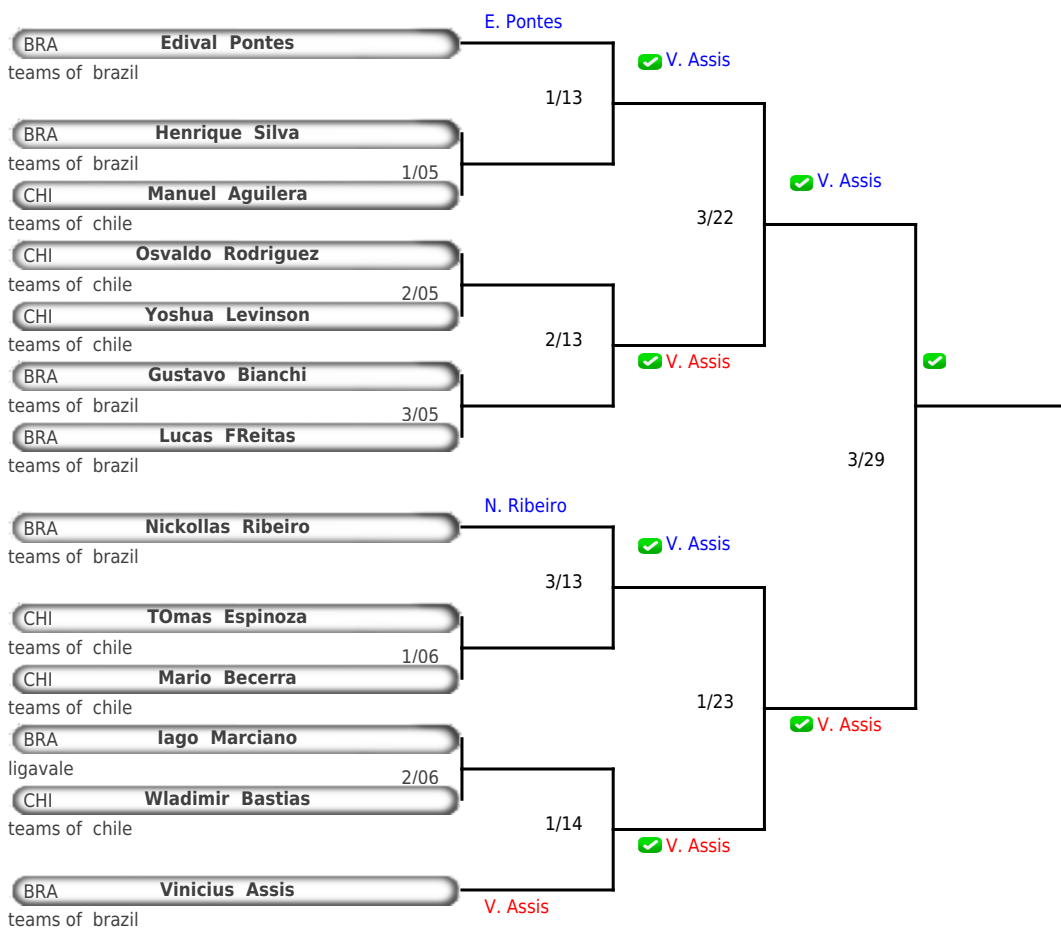 E. Pontes
BRA Edival Pontes
teams of brazil
V. Assis
1/13
BRA Henrique Silva
teams of brazil
1/05
CHI Manuel Aguilera
teams of chile
V. Assis
3/22
CHI Osvaldo Rodriguez
teams of chile
2/05
CHI Yoshua Levinson
teams of chile
2/13
V. Assis
BRA Gustavo Bianchi
teams of brazil
3/05
BRA Lucas FReitas
teams of brazil
3/29
N. Ribeiro
BRA Nickollas Ribeiro
teams of brazil
V. Assis
3/13
CHI TOmas Espinoza
teams of chile
1/06
CHI Mario Becerra
teams of chile
1/23
V. Assis
BRA Iago Marciano
ligavale
2/06
CHI Wladimir Bastias
teams of chile
1/14
V. Assis
BRA Vinicius Assis
teams of brazil
V. Assis